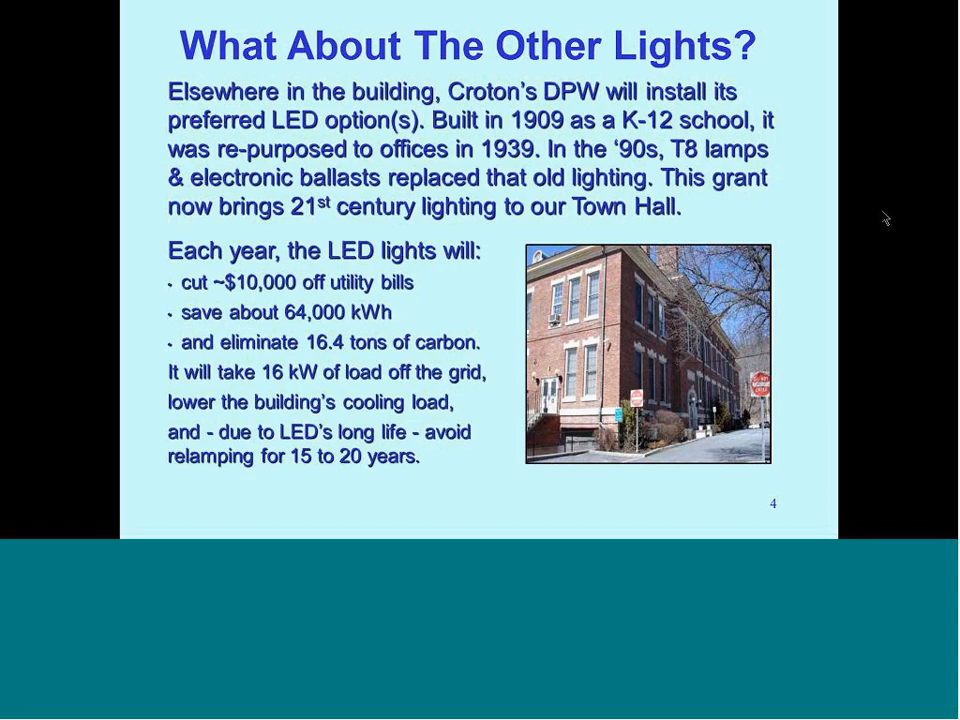 What About The Other Lights?
Elsewhere in the building, Croton's DPW will install its
preferred LED option(s). Built in 1909 as a K-12 school, it
was re-purposed to offices in 1939. In the ‘90s, T8 lamps
& electronic ballasts replaced that old lighting. This grant
now brings 21st century lighting to our Town Hall.
Each year, the LED lights will:
• cut ~$10,000 off utility bills
• save about 64,000 kWh
• and eliminate 16.4 tons of carbon.
It will take 16 kW of load off the grid,
lower the building's cooling load,
and - due to LED's long life - avoid
relamping for 15 to 20 years.
4